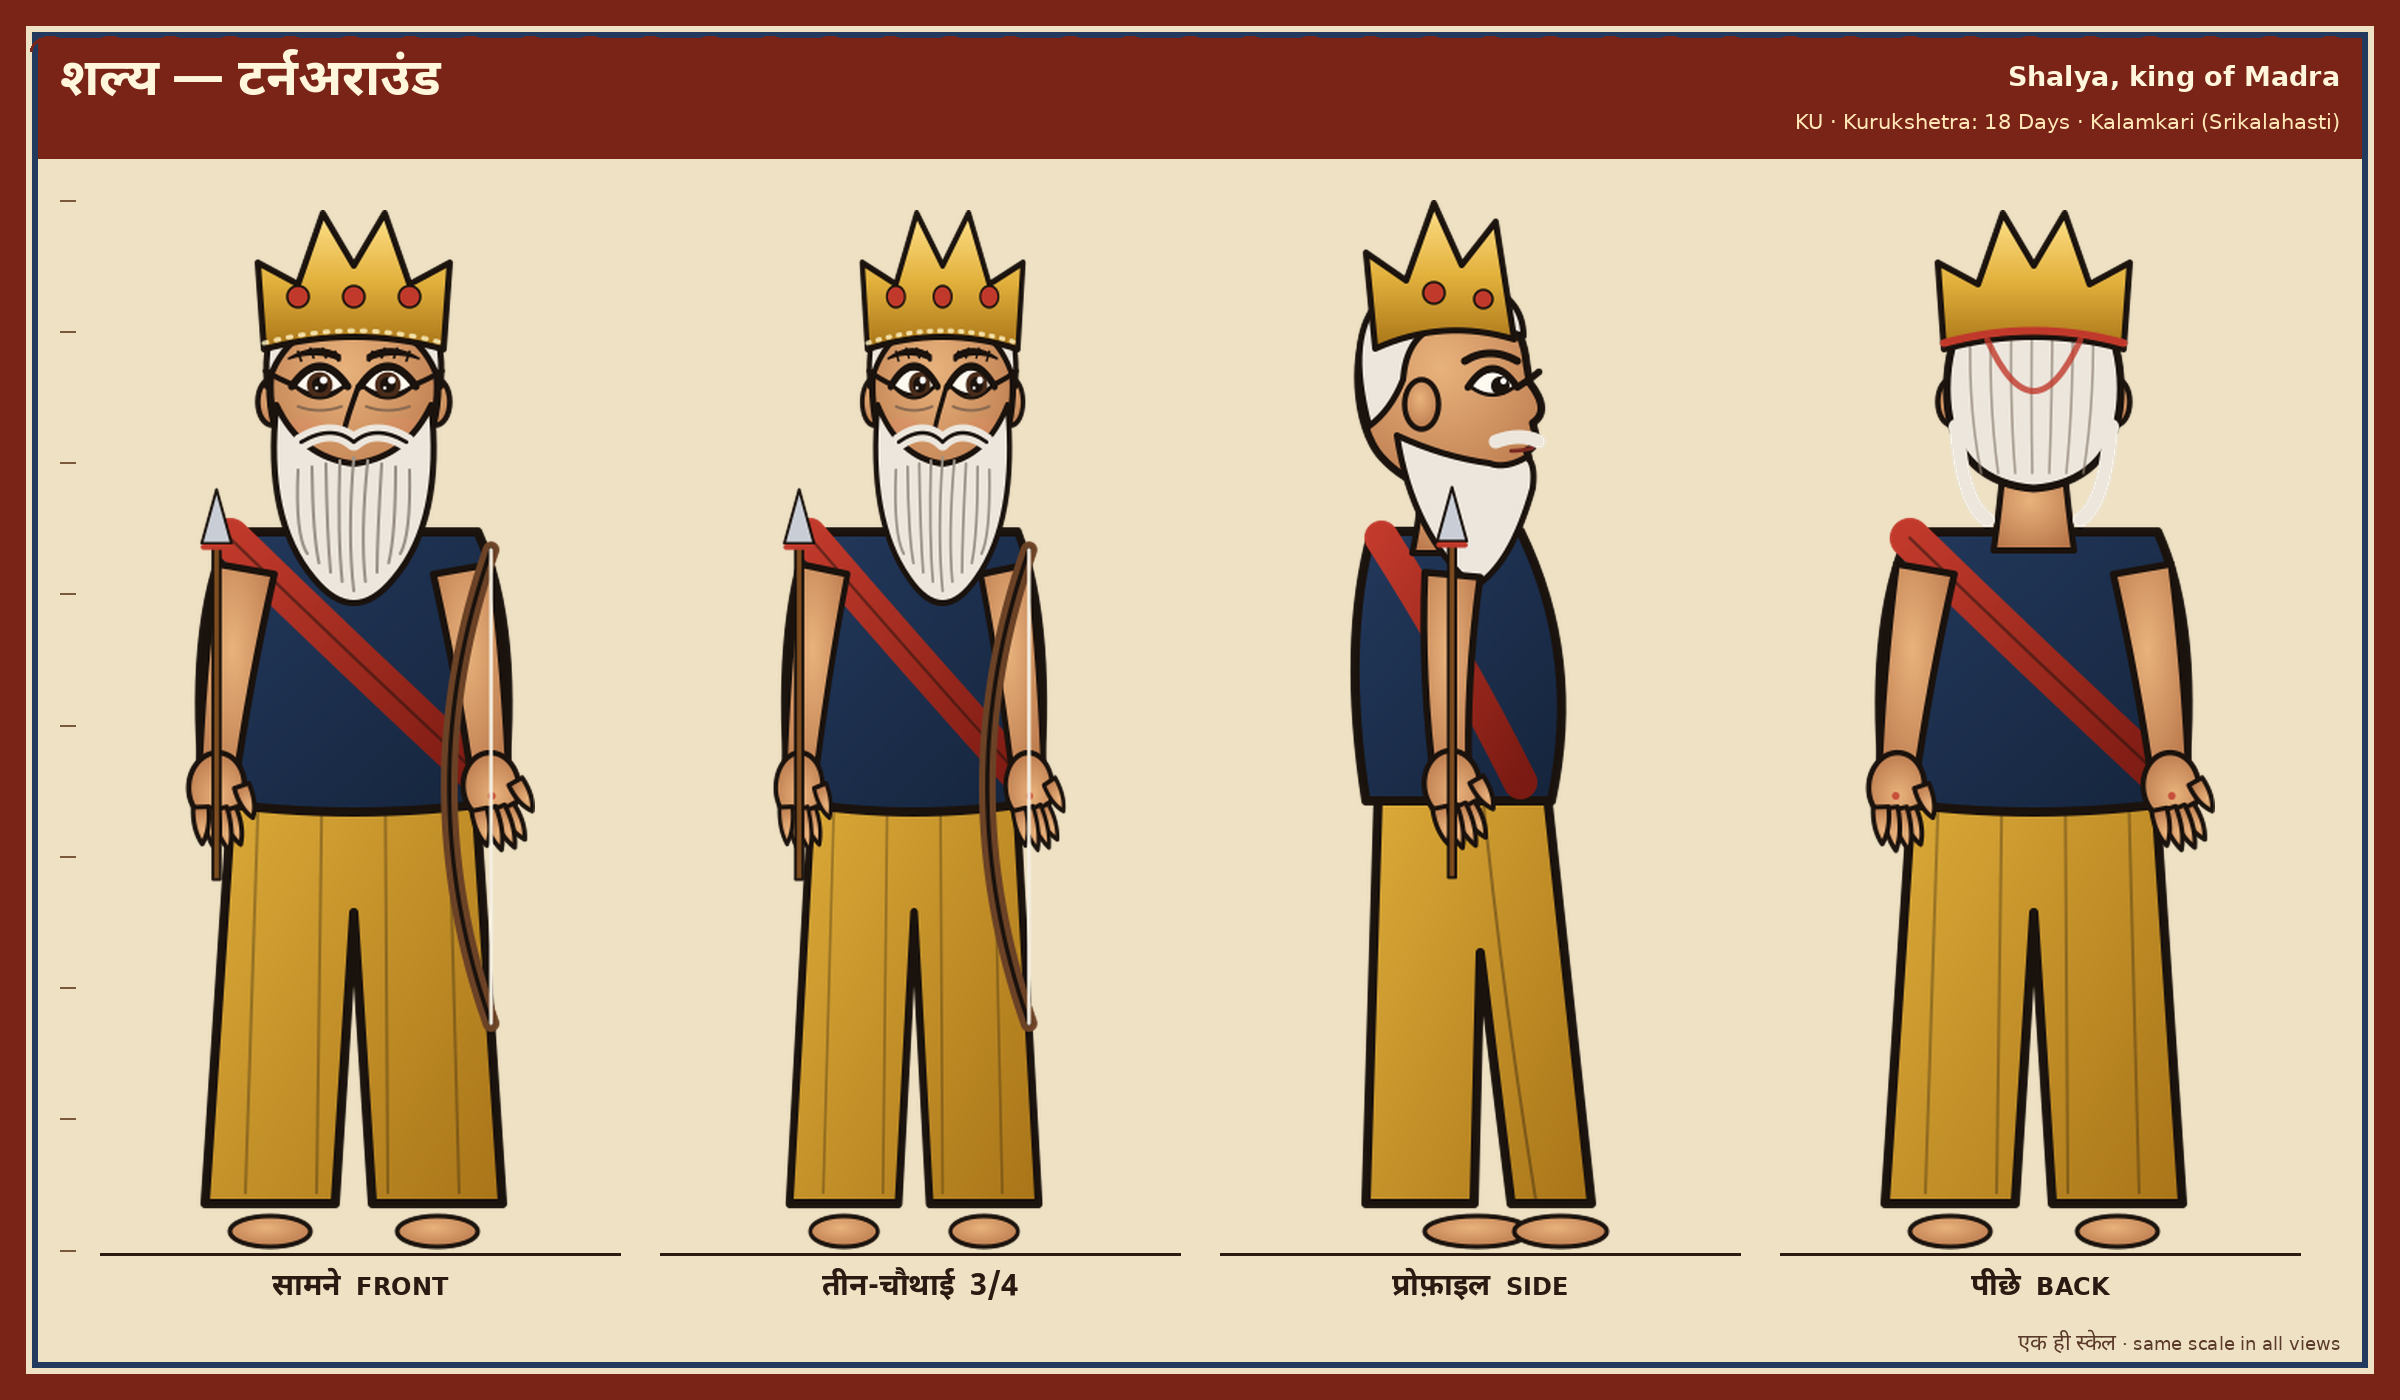 शल्य — टर्नअराउंड
Shalya, king of Madra
KU · Kurukshetra: 18 Days · Kalamkari (Srikalahasti)
सामने FRONT
तीन-चौथाई 3/4
प्रोफ़ाइल SIDE
पीछे BACK
एक ही स्केल · same scale in all views